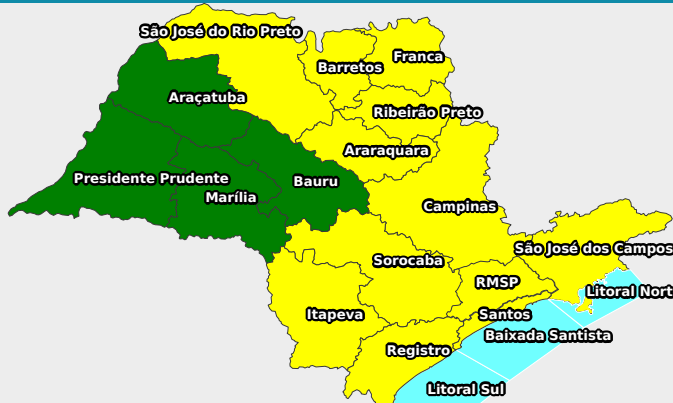 São José do Rio Preto
Franca
Barretos
Araçatuba
Ribeirão Preto
Araraquara
Presidente Prudente
Bauru
Marília
Campinas
São José dos Campos
Sorocaba
RMSP
Litoral Nort
Itapeva
Santos
Baixada Santista
Registro
Litoral Sul